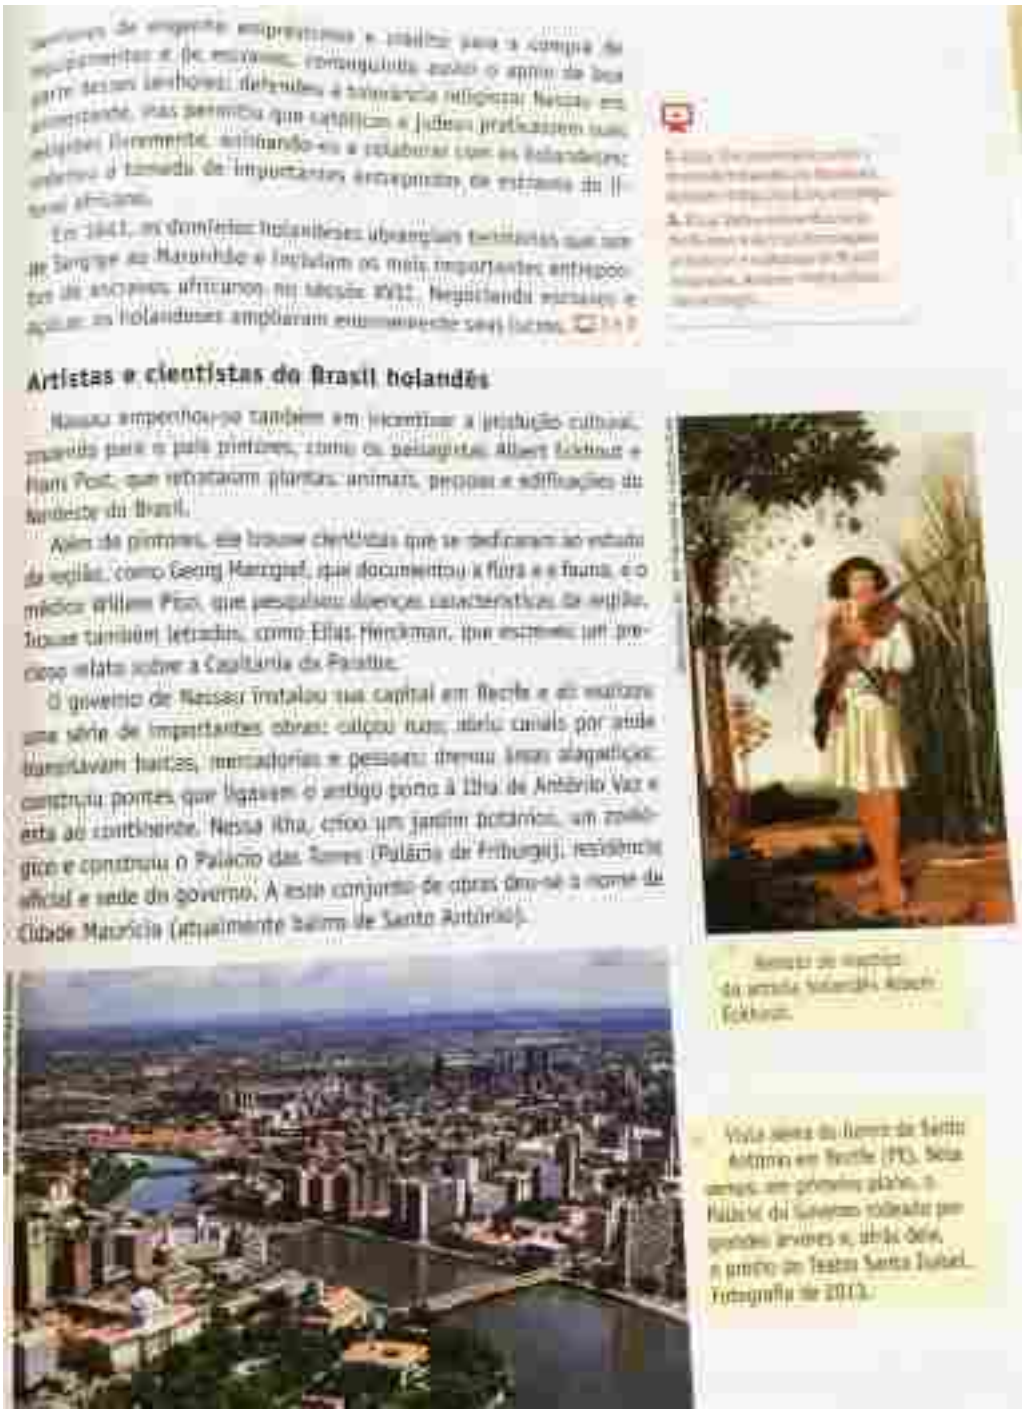 senhores de engenho empréstimos e crédito para a compra de
equipamentos e de escravos, conseguindo assim o apoio de boa
parte desses senhores; defendeu a tolerância religiosa: Nassau era
protestante, mas permitiu que católicos e judeus praticassem suas
religiões livremente, estimando-os a colaborar com os holandeses;
ordenou a tomada de importantes entrepostos de escravos do li-
toral africano.
Em 1641, os domínios holandeses abrangiam territórios que iam
de Sergipe ao Maranhão e incluíam os mais importantes entrepos-
tos de escravos africanos no século XVII. Negociando escravos e
açúcar, os holandeses ampliaram enormemente seus lucros.
Artistas e cientistas do Brasil holandês
Nassau empenhou-se também em incentivar a produção cultural,
trazendo para o país pintores, como os paisagistas Albert Eckhout e
Frans Post, que retrataram plantas, animais, pessoas e edificações do
Nordeste do Brasil.
Além de pintores, ele trouxe cientistas que se dedicaram ao estudo
da região, como Georg Marcgraf, que documentou a flora e a fauna, e o
médico Willem Piso, que pesquisou doenças características da região.
Trouxe também letrados, como Elias Herckman, que escreveu um pre-
cioso relato sobre a Capitania da Paraíba.
O governo de Nassau instalou sua capital em Recife e ali realizou
uma série de importantes obras: calçou ruas; abriu canais por onde
transitavam barcas, mercadorias e pessoas; drenou áreas alagadiças;
construiu pontes que ligavam o antigo porto à Ilha de Antônio Vaz e
esta ao continente. Nessa ilha, criou um jardim botânico, um zooló-
gico e construiu o Palácio das Torres (Palácio de Friburgo), residência
oficial e sede do governo. A esse conjunto de obras deu-se o nome de
Cidade Maurícia (atualmente bairro de Santo Antônio).
do artista holandês Albert
Eckhout.
Vista aérea do bairro de Santo
Antônio em Recife (PE). Nela
vemos, em primeiro plano, o
Palácio do Governo rodeado por
grandes árvores e, atrás dele,
o prédio do Teatro Santa Isabel.
Fotografia de 2013.